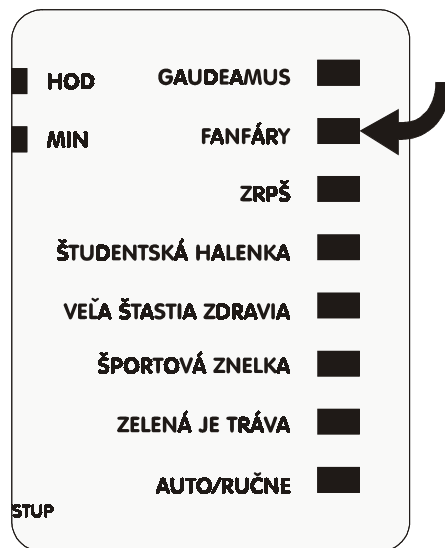 HOD GAUDEAMUS
MIN FANFÁRY
ZRPŠ
ŠTUDENTSKÁ HALENKA
VEĽA ŠTASTIA ZDRAVIA
ŠPORTOVÁ ZNELKA
ZELENÁ JE TRÁVA
AUTO/RUČNE
STUP